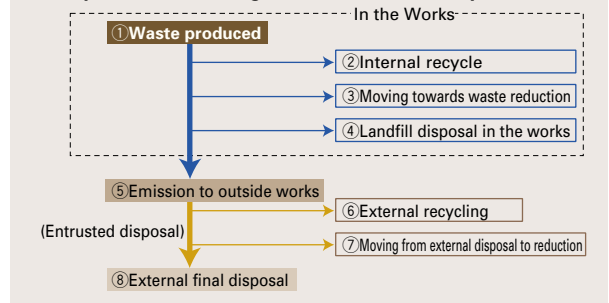 In the Works
①Waste produced
②Internal recycle
③Moving towards waste reduction
④Landfill disposal in the works
⑤Emission to outside works
⑥External recycling
(Entrusted disposal)
⑦Moving from external disposal to reduction
⑧External final disposal